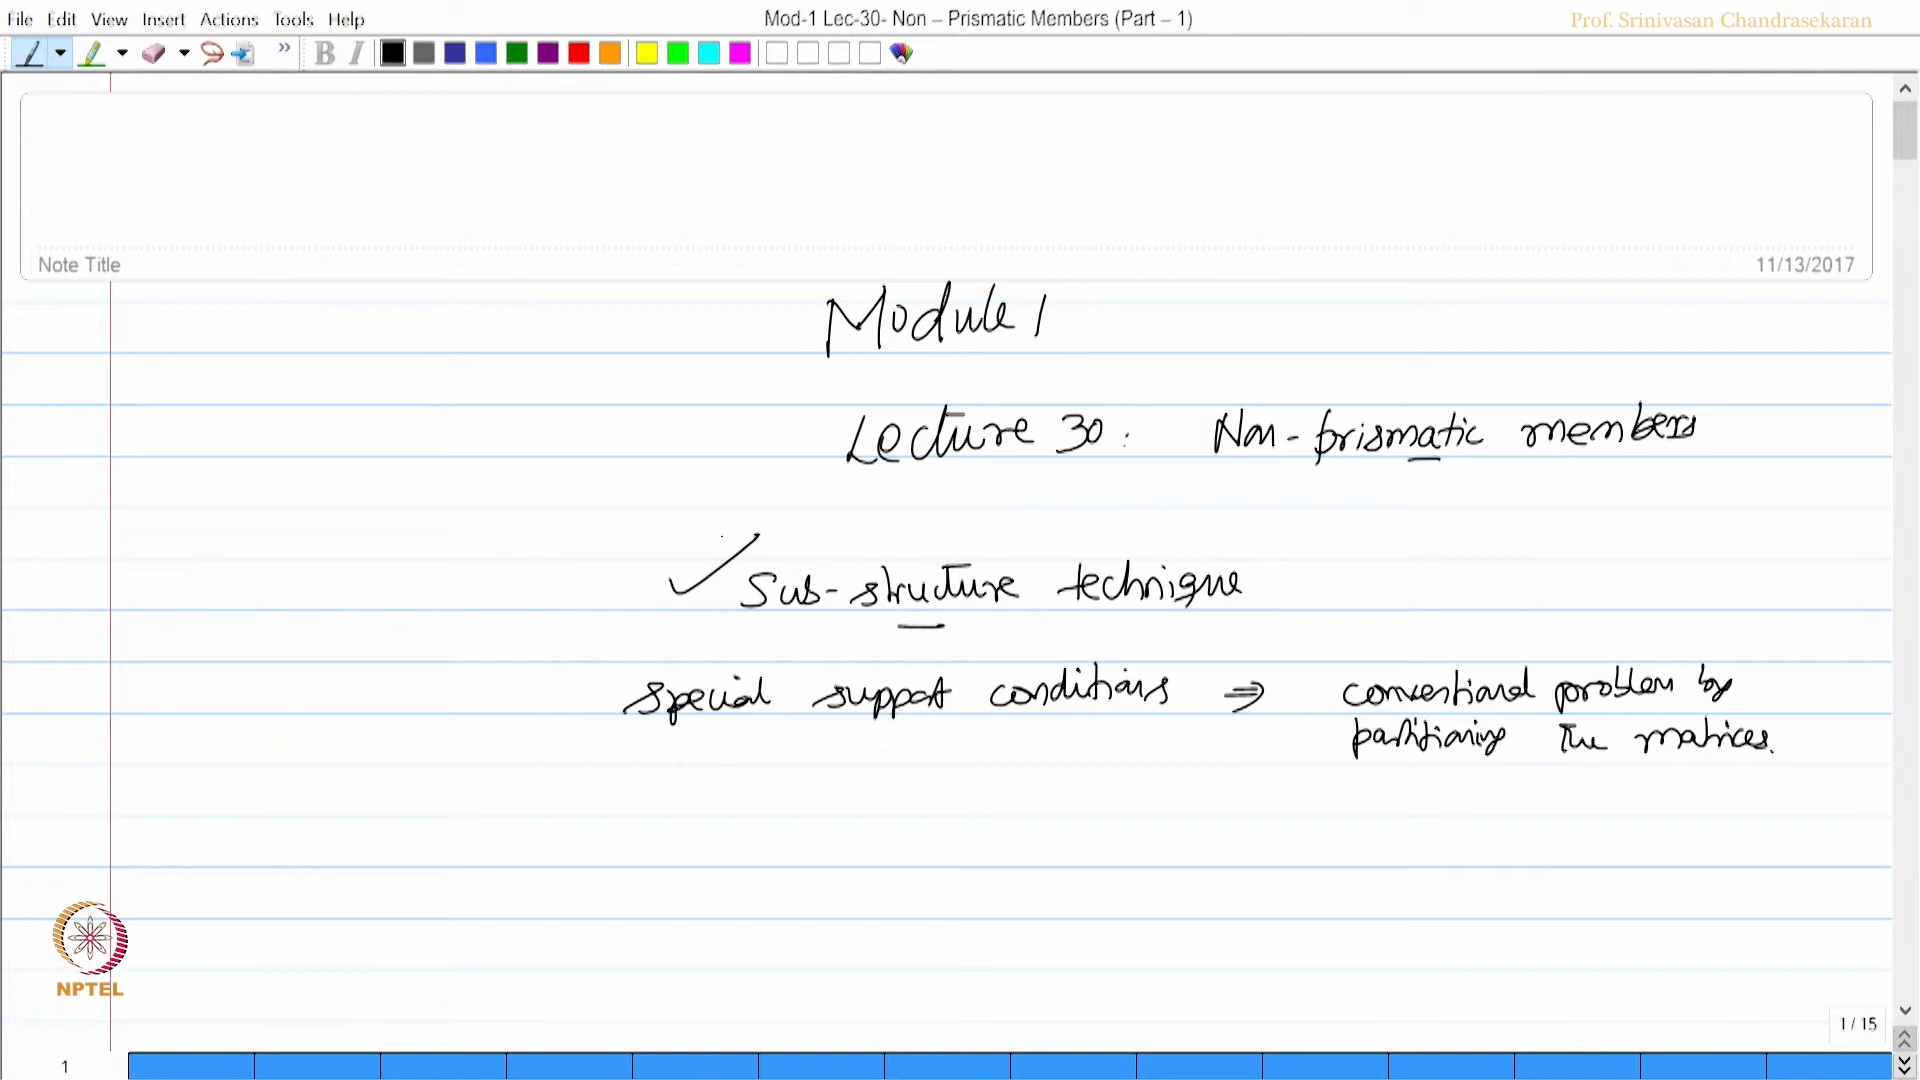 File Edit View Insert Actions Tools Help
Mod-1 Lec-30- Non – Prismatic Members (Part – 1)
Prof. Srinivasan Chandrasekaran
B I
Note Title
11/13/2017
Module 1
Lecture 30: Non-prismatic members
Sub-structure technique
special support conditions ⇒ conventional problem by
partitioning the matrices.
NPTEL
1 / 15
1